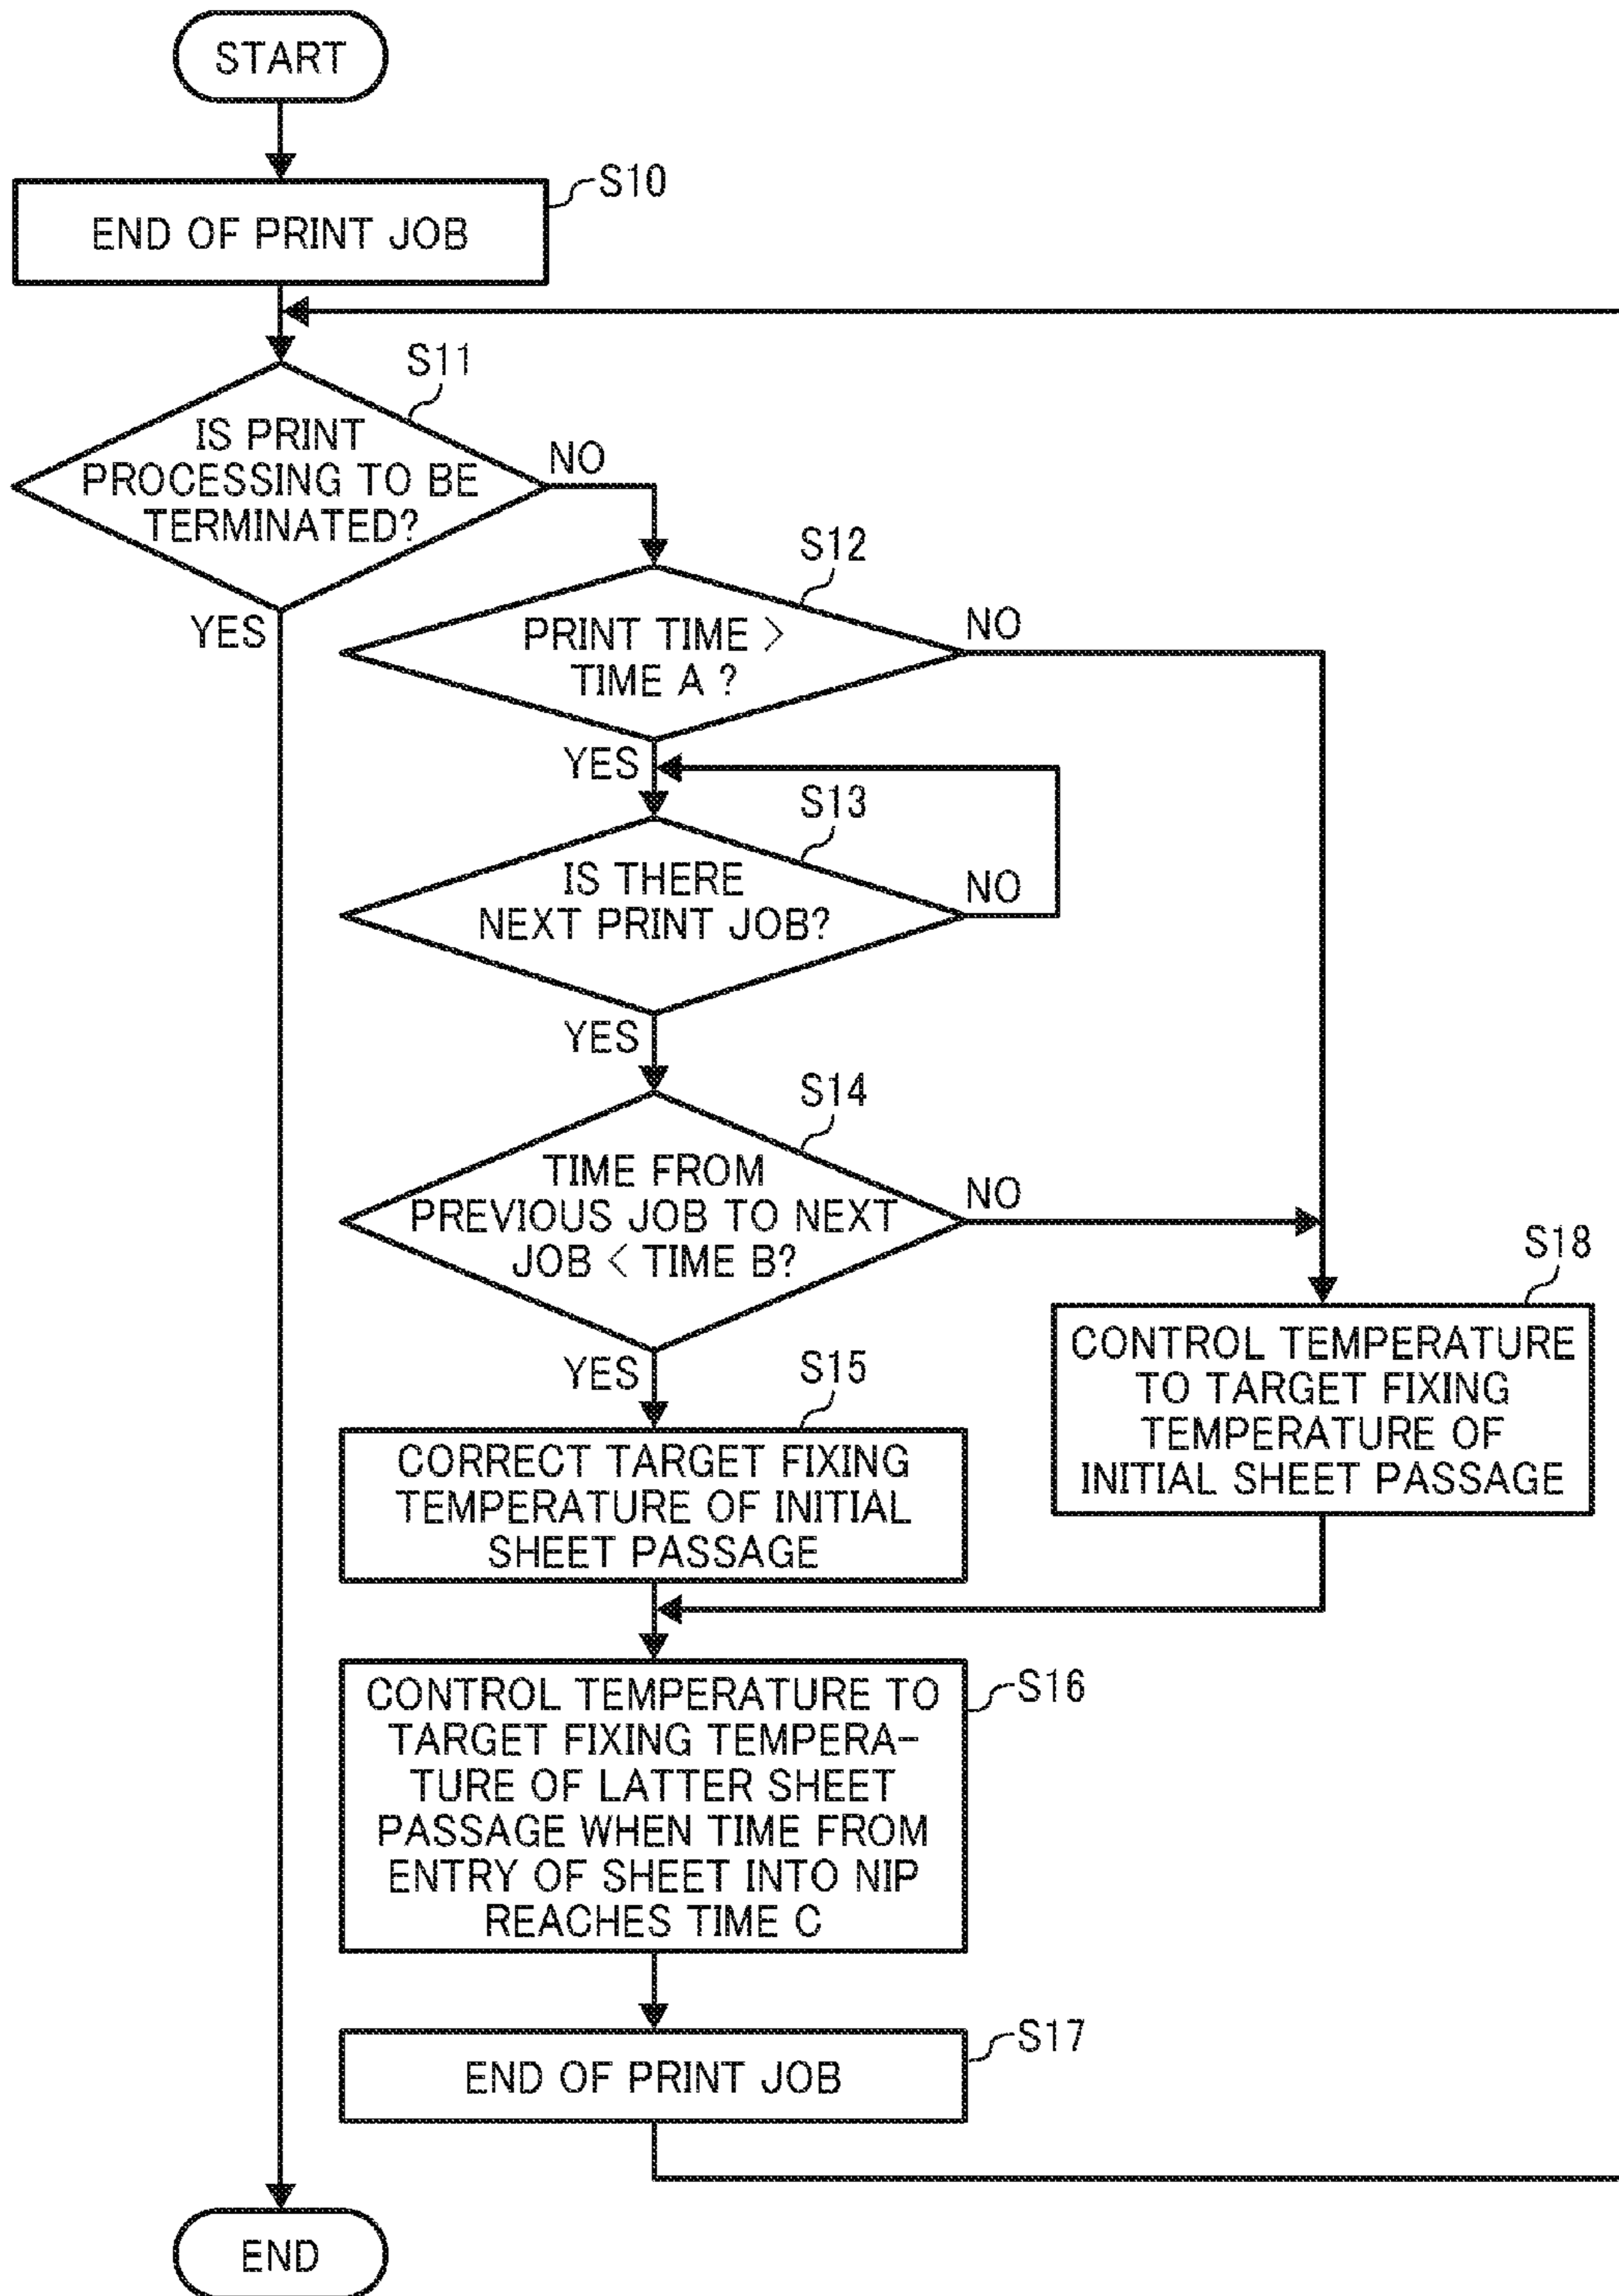 START
S10
END OF PRINT JOB
S11
IS PRINT
PROCESSING TO BE
TERMINATED?
NO
YES
S12
PRINT TIME >
TIME A ?
NO
YES
S13
IS THERE
NEXT PRINT JOB?
NO
YES
S14
TIME FROM
PREVIOUS JOB TO NEXT
JOB < TIME B?
NO
YES
S15
CORRECT TARGET FIXING
TEMPERATURE OF INITIAL
SHEET PASSAGE
S18
CONTROL TEMPERATURE
TO TARGET FIXING
TEMPERATURE OF
INITIAL SHEET PASSAGE
S16
CONTROL TEMPERATURE TO
TARGET FIXING TEMPERA-
TURE OF LATTER SHEET
PASSAGE WHEN TIME FROM
ENTRY OF SHEET INTO NIP
REACHES TIME C
S17
END OF PRINT JOB
END